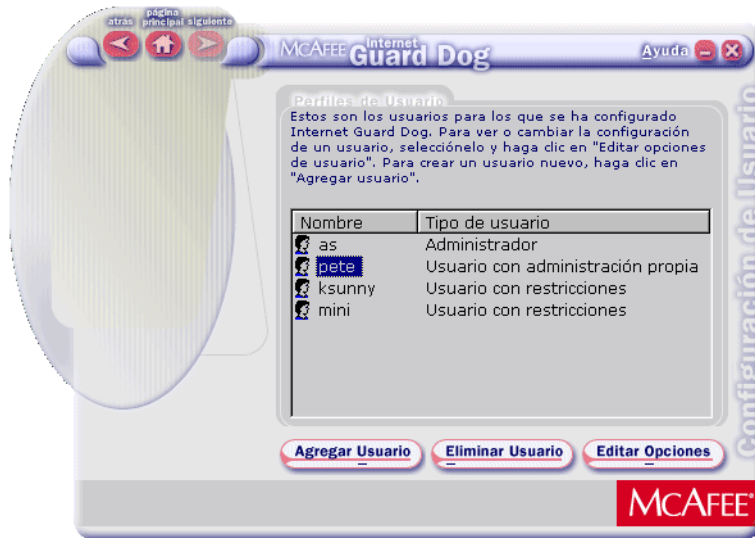 atrás página principal siguiente
McAFEE Internet Guard Dog
Ayuda
Perfiles de Usuario
Estos son los usuarios para los que se ha configurado
Internet Guard Dog. Para ver o cambiar la configuración
de un usuario, selecciónelo y haga clic en "Editar opciones
de usuario". Para crear un usuario nuevo, haga clic en
"Agregar usuario".
Nombre Tipo de usuario
as Administrador
pete Usuario con administración propia
ksunny Usuario con restricciones
mini Usuario con restricciones
Agregar Usuario Eliminar Usuario Editar Opciones
Configuración de Usuario
McAFEE